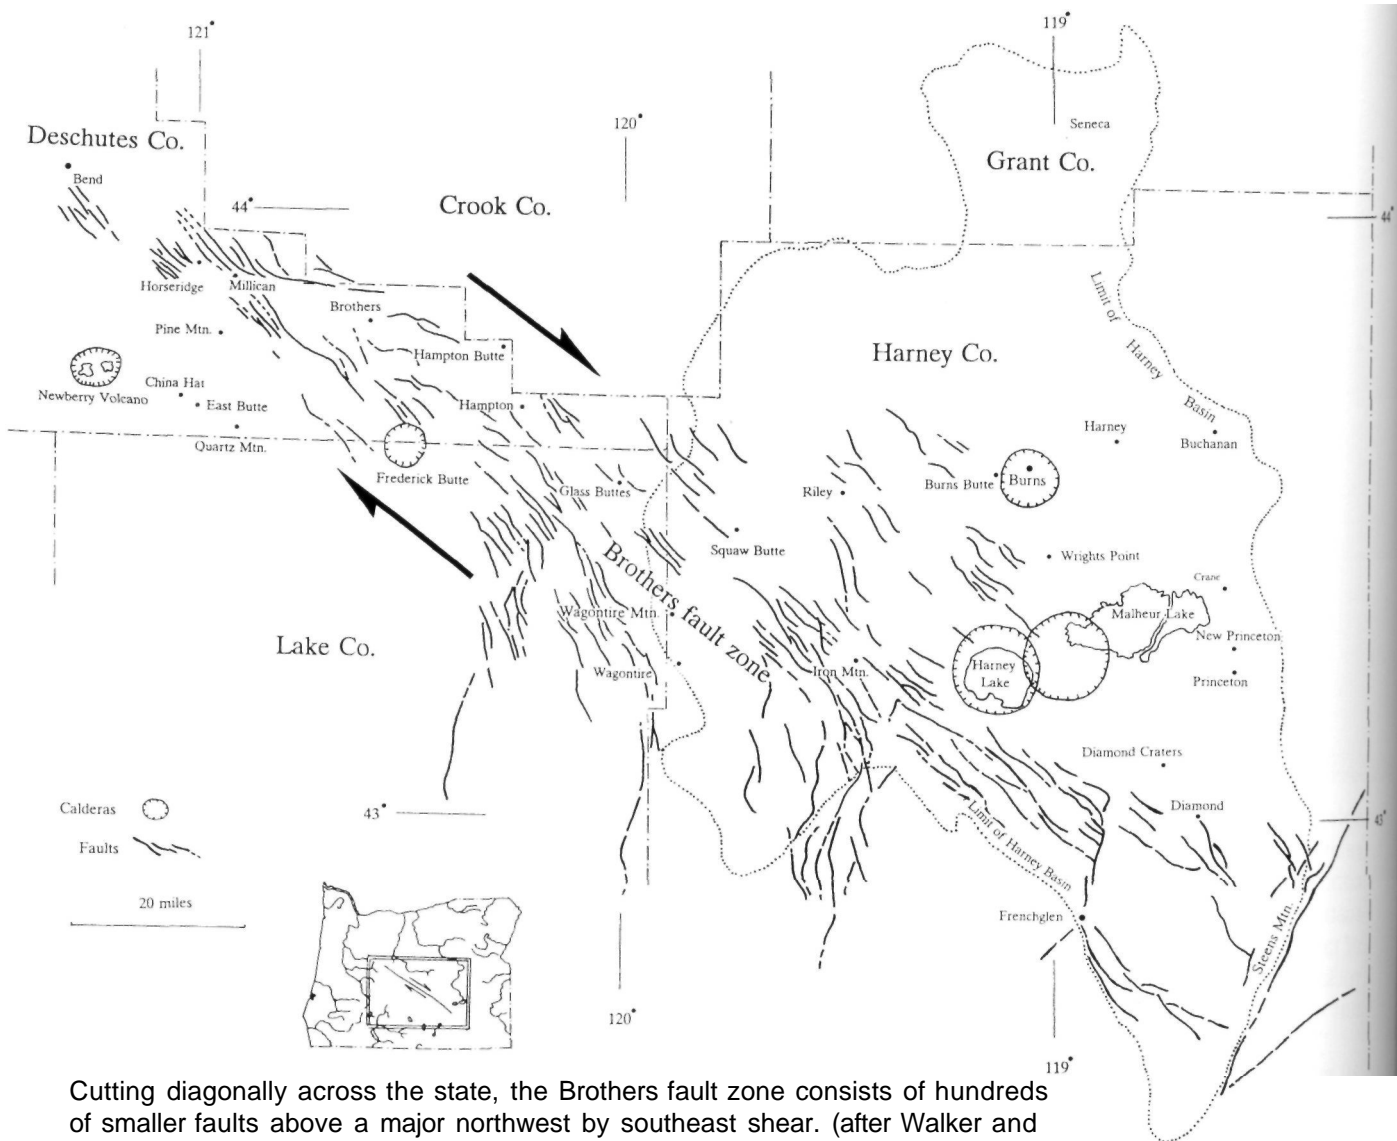 121°
119°
120°
Seneca
Deschutes Co.
Grant Co.
Bend
44°
Crook Co.
44°
Horseridge
Millican
Limit of
Brothers
Pine Mtn.
Harney
Hampton Butte
Harney Co.
China Hat
Newberry Volcano
East Butte
Hampton
Basin
Harney
Buchanan
Quartz Mtn.
Frederick Butte
Glass Buttes
Riley
Burns Butte
Burns
Squaw Butte
Wrights Point
Brothers fault zone
Crane
Wagontire Mtn.
Malheur Lake
New Princeton
Lake Co.
Wagontire
Iron Mtn.
Harney
Lake
Princeton
Diamond Craters
Calderas
43°
Diamond
43°
Faults
Limit of Harney Basin
20 miles
Frenchglen
Steens Mtn.
120°
119°
Cutting diagonally across the state, the Brothers fault zone consists of hundreds
of smaller faults above a major northwest by southeast shear. (after Walker and